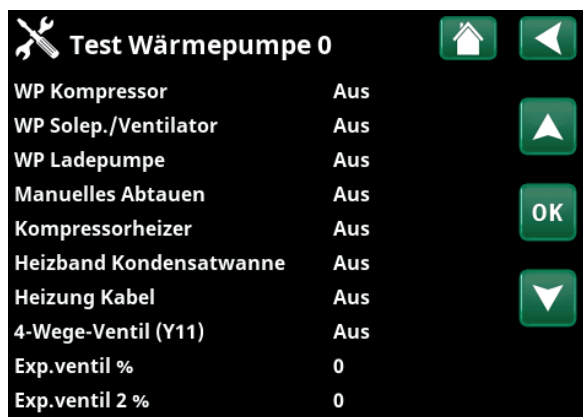 Test Wärmepumpe 0
WP Kompressor Aus
WP Solep./Ventilator Aus
WP Ladepumpe Aus
Manuelles Abtauen Aus
OK
Kompressorheizer Aus
Heizband Kondensatwanne Aus
Heizung Kabel Aus
4-Wege-Ventil (Y11) Aus
Exp.ventil % 0
Exp.ventil 2 % 0